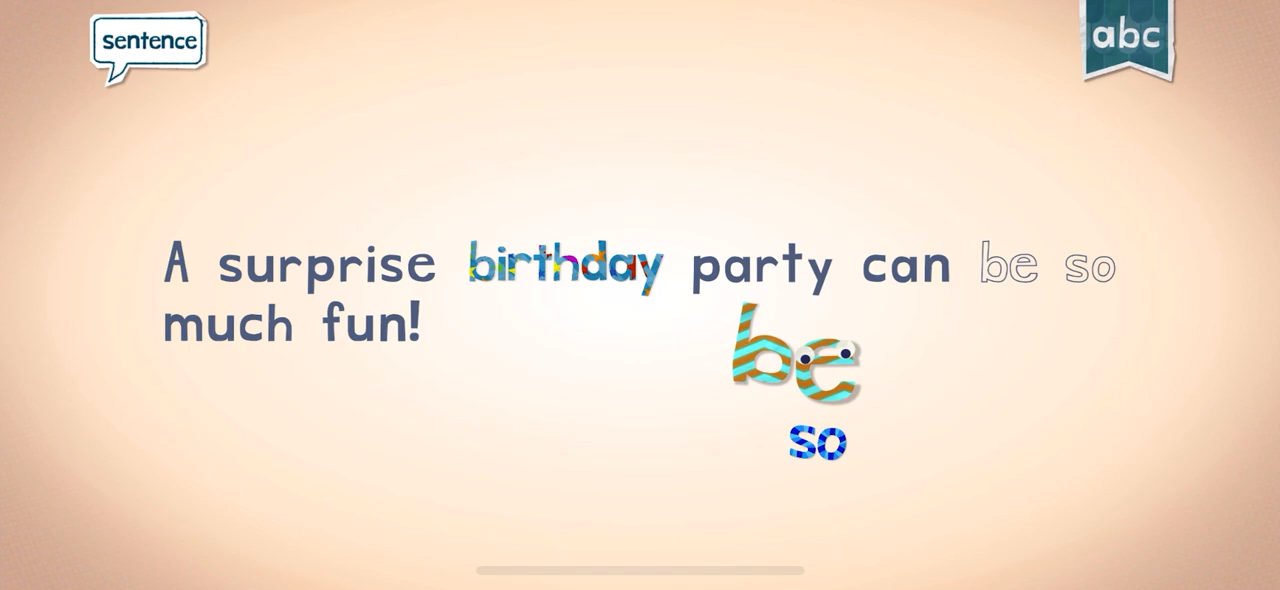 sentence
abc
A surprise birthday party can be so
much fun!
be
so